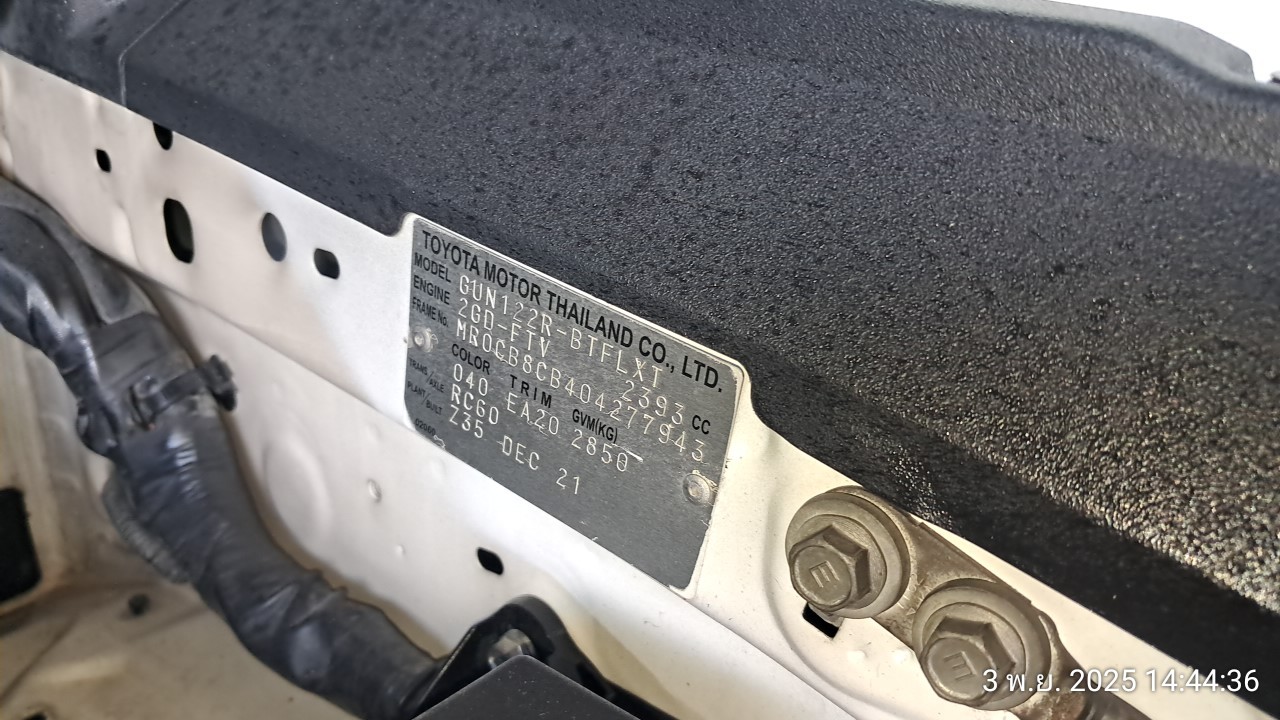 TOYOTA MOTOR THAILAND CO., LTD.
MODEL GUN122R-BTFLXT
ENGINE 2GD-FTV 2393 CC
FRAME No. MR0CB8CB404277943
COLOR TRIM GVM(KG)
040 EA20 2850
TRANS/AXLE RC60
PLANT/BUILT Z35 DEC 21
E
E
3 พ.ย. 2025 14:44:36